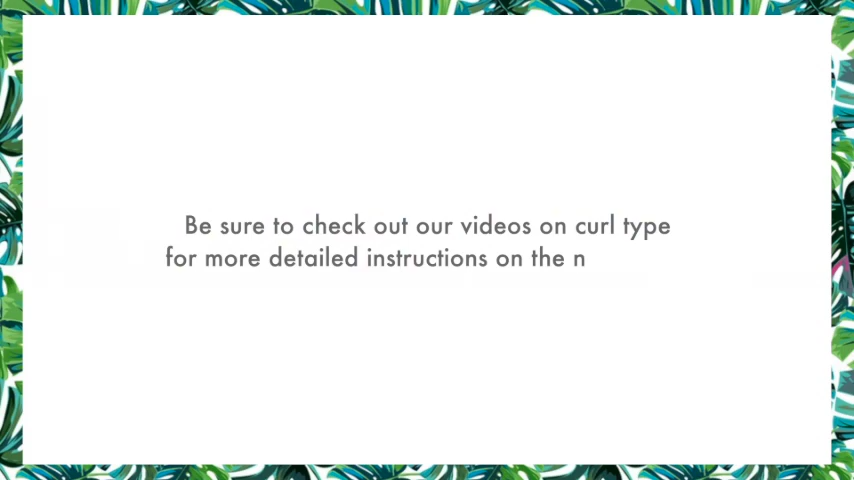 Be sure to check out our videos on curl type
for more detailed instructions on the n